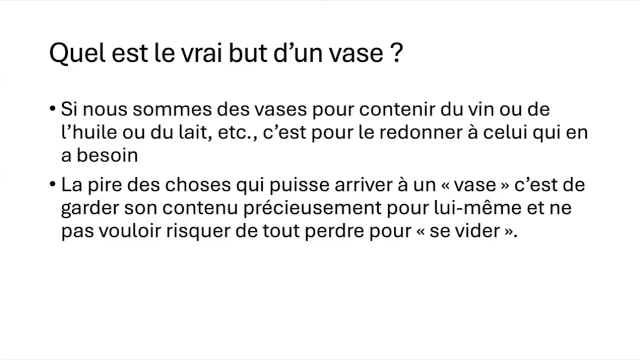 Quel est le vrai but d’un vase ?
• Si nous sommes des vases pour contenir du vin ou de
l’huile ou du lait, etc., c’est pour le redonner à celui qui en
a besoin
• La pire des choses qui puisse arriver à un « vase » c’est de
garder son contenu précieusement pour lui-même et ne
pas vouloir risquer de tout perdre pour « se vider ».